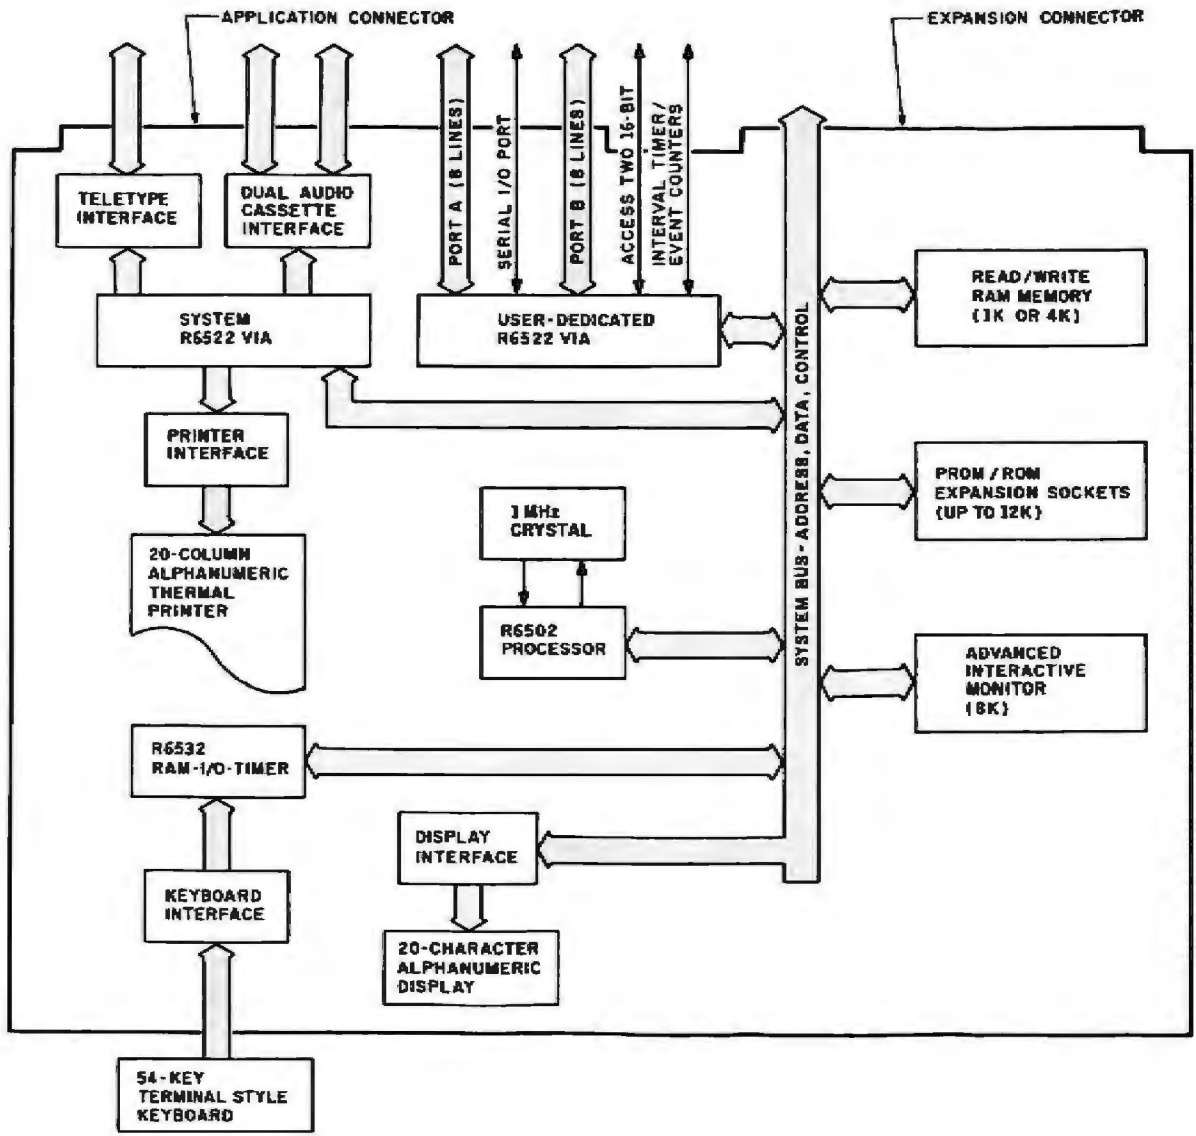 APPLICATION CONNECTOR
EXPANSION CONNECTOR
PORT A (8 LINES)
SERIAL I/O PORT
PORT B (8 LINES)
ACCESS TWO 16-BIT
INTERVAL TIMER/
EVENT COUNTERS
TELETYPE
INTERFACE
DUAL AUDIO
CASSETTE
INTERFACE
SYSTEM
R6522 VIA
USER-DEDICATED
R6522 VIA
SYSTEM BUS-ADDRESS, DATA, CONTROL
READ/WRITE
RAM MEMORY
(1K OR 4K)
PRINTER
INTERFACE
PROM/ROM
EXPANSION SOCKETS
(UP TO 12K)
1 MHz
CRYSTAL
20-COLUMN
ALPHANUMERIC
THERMAL
PRINTER
R6502
PROCESSOR
ADVANCED
INTERACTIVE
MONITOR
(8K)
R6532
RAM-I/O-TIMER
DISPLAY
INTERFACE
KEYBOARD
INTERFACE
20-CHARACTER
ALPHANUMERIC
DISPLAY
54-KEY
TERMINAL STYLE
KEYBOARD